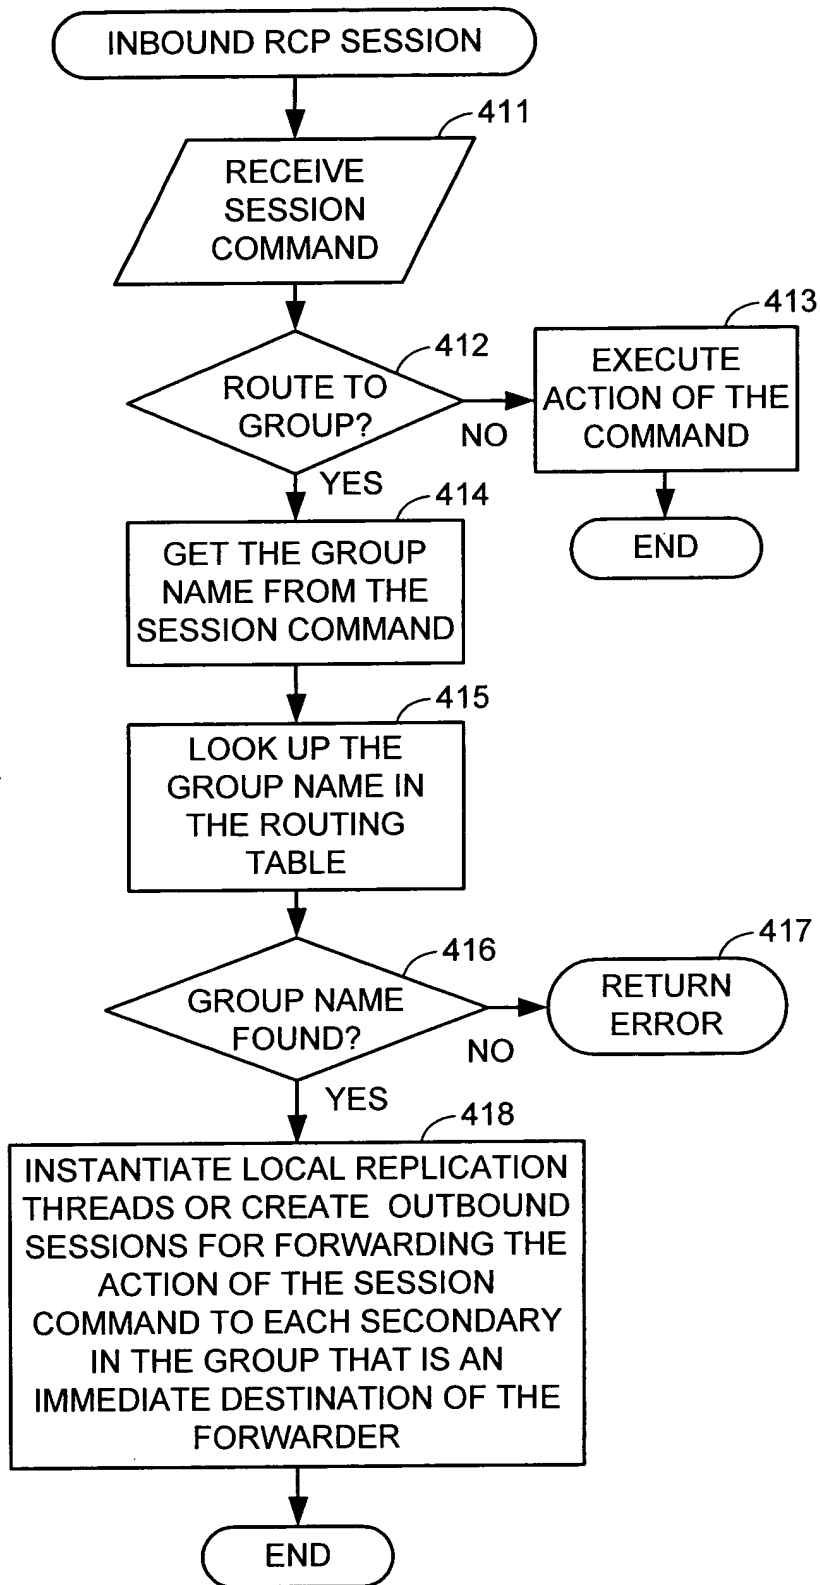 INBOUND RCP SESSION
411
RECEIVE
SESSION
COMMAND
412
ROUTE TO
GROUP?
NO
YES
413
EXECUTE
ACTION OF THE
COMMAND
END
414
GET THE GROUP
NAME FROM THE
SESSION COMMAND
415
LOOK UP THE
GROUP NAME IN
THE ROUTING
TABLE
416
GROUP NAME
FOUND?
NO
YES
417
RETURN
ERROR
418
INSTANTIATE LOCAL REPLICATION
THREADS OR CREATE OUTBOUND
SESSIONS FOR FORWARDING THE
ACTION OF THE SESSION
COMMAND TO EACH SECONDARY
IN THE GROUP THAT IS AN
IMMEDIATE DESTINATION OF THE
FORWARDER
END